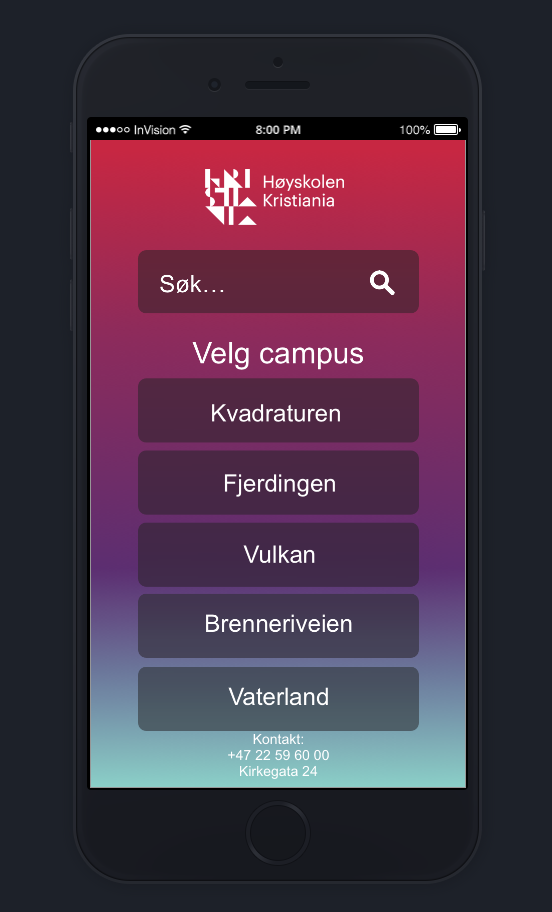 InVision
8:00 PM
100%
Høyskolen
Kristiania
Søk...
Velg campus
Kvadraturen
Fjerdingen
Vulkan
Brenneriveien
Vaterland
Kontakt:
+47 22 59 60 00
Kirkegata 24